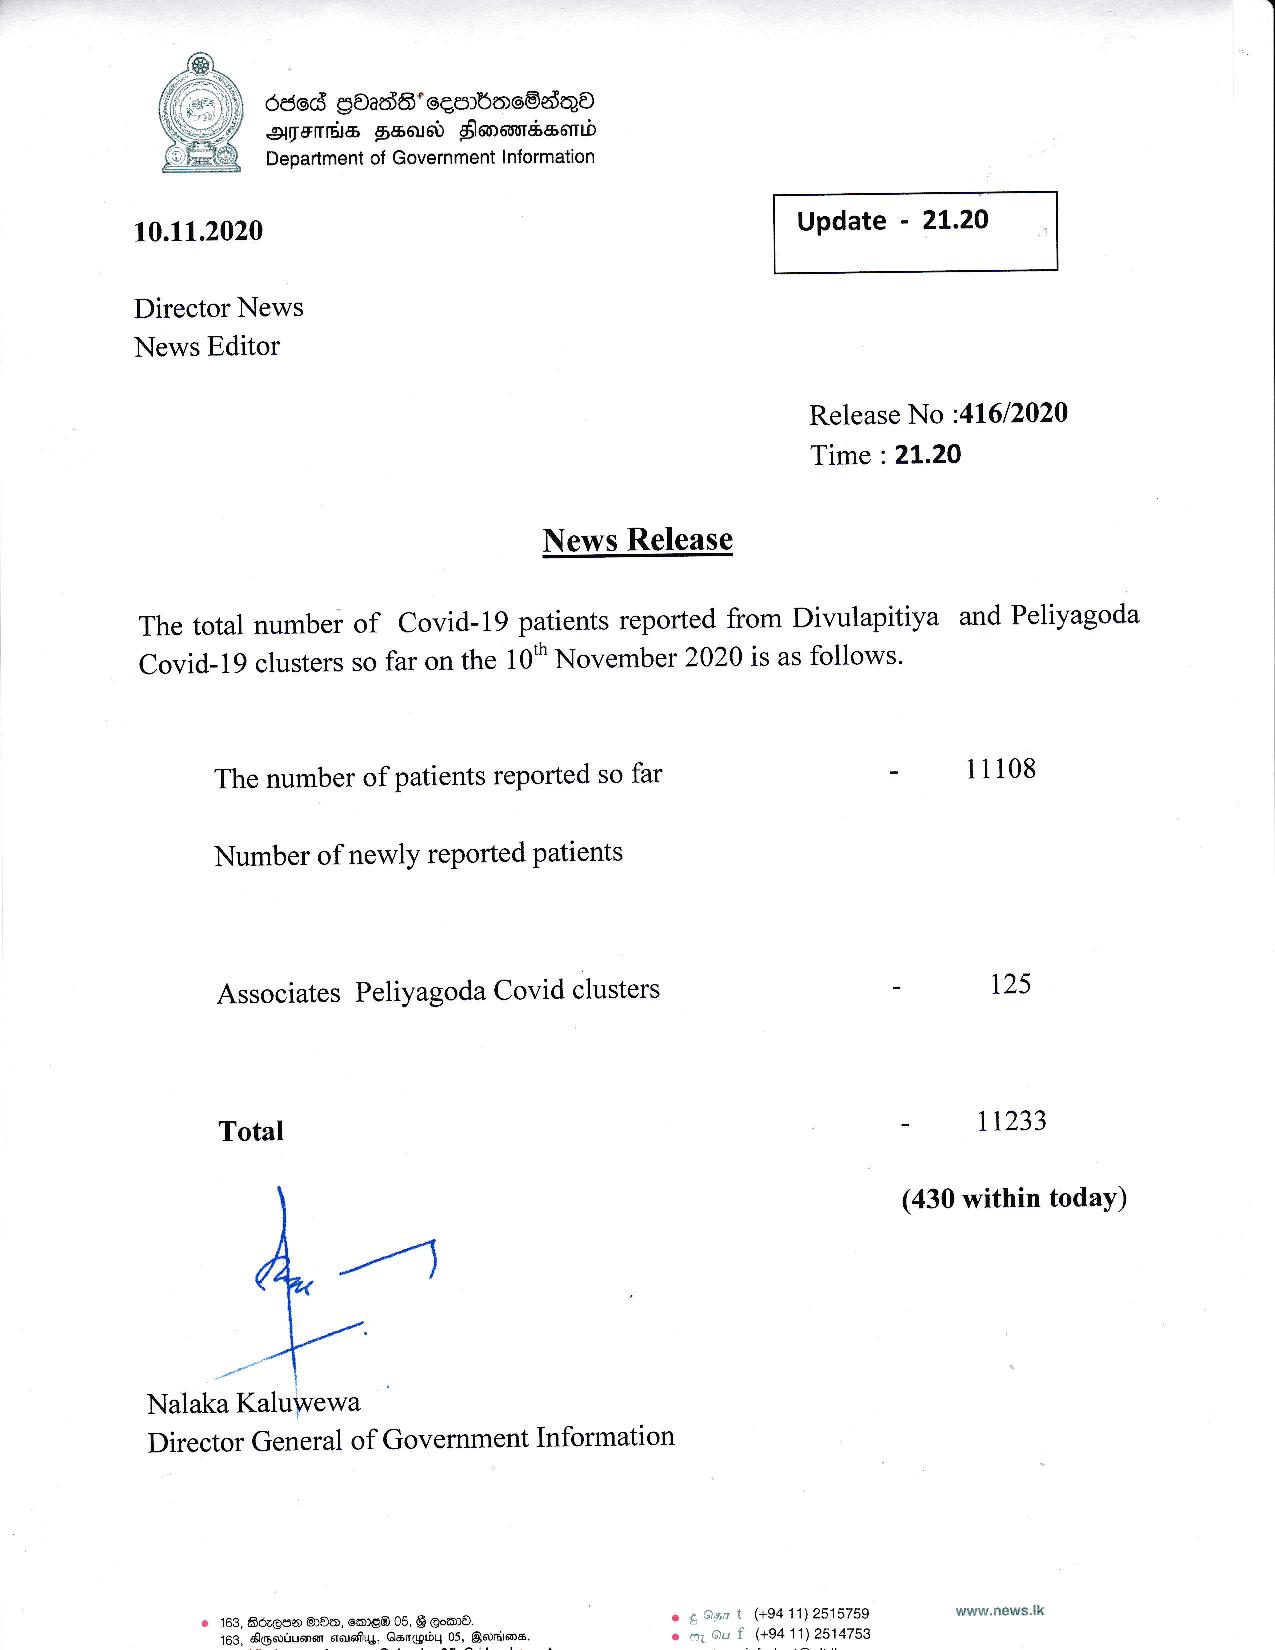 රජයේ ප්‍රවෘත්ති දෙපාර්තමේන්තුව
அரசாங்க தகவல் திணைக்களம்
Department of Government Information
10.11.2020
Update - 21.20
Director News
News Editor
Release No :416/2020
Time : 21.20
News Release
The total number of Covid-19 patients reported from Divulapitiya and Peliyagoda
Covid-19 clusters so far on the 10th November 2020 is as follows.
The number of patients reported so far - 11108
Number of newly reported patients
Associates Peliyagoda Covid clusters - 125
Total - 11233
(430 within today)
Nalaka Kaluwewa
Director General of Government Information
163, කිරුලපන මාවත, කොළඹ 05, ශ්‍රී ලංකාව.
163, கிருலப்பனை எவனியூ, கொழும்பு 05, இலங்கை.
දු தொ t (+94 11) 2515759
ෆැ பெ f (+94 11) 2514753
www.news.lk